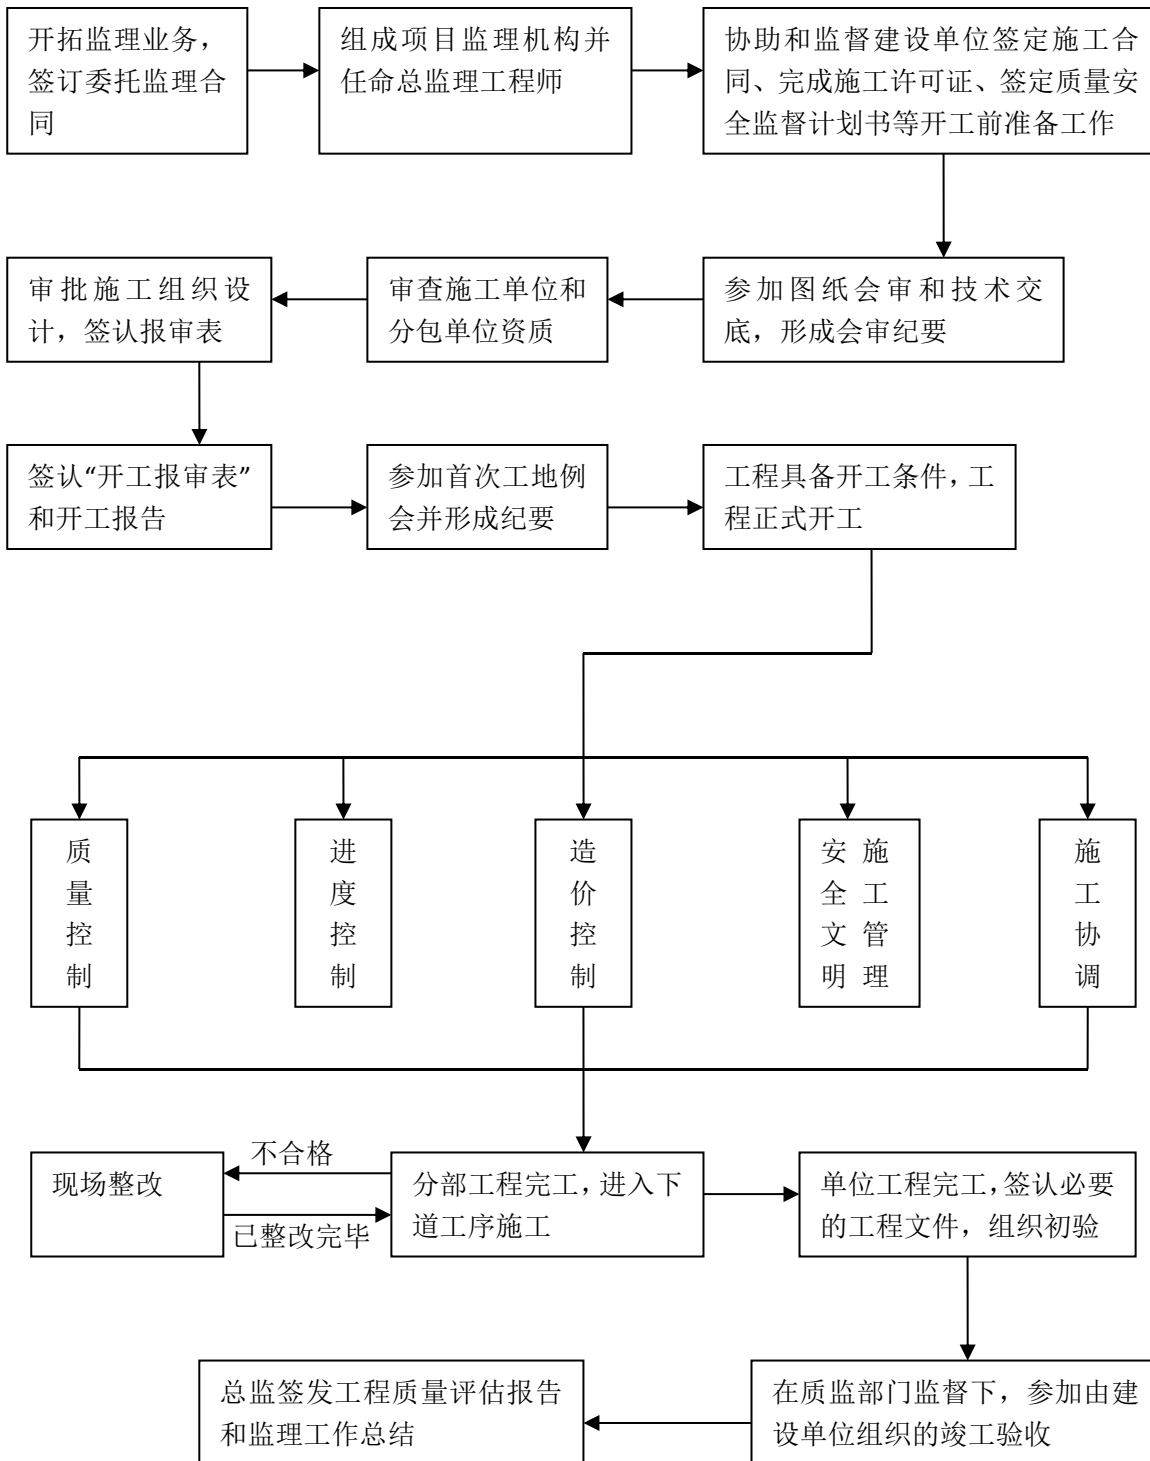 开拓监理业务，
签订委托监理合
同
组成项目监理机构并
任命总监理工程师
协助和监督建设单位签定施工合
同、完成施工许可证、签定质量安
全监督计划书等开工前准备工作
审批施工组织设
计，签认报审表
审查施工单位和
分包单位资质
参加图纸会审和技术交
底，形成会审纪要
签认“开工报审表”
和开工报告
参加首次工地例
会并形成纪要
工程具备开工条件，工
程正式开工
质量控制
进度控制
造价控制
施工管理
安全文明
施工协调
不合格
现场整改
已整改完毕
分部工程完工，进入下
道工序施工
单位工程完工，签认必要
的工程文件，组织初验
总监签发工程质量评估报告
和监理工作总结
在质监部门监督下，参加由建
设单位组织的竣工验收